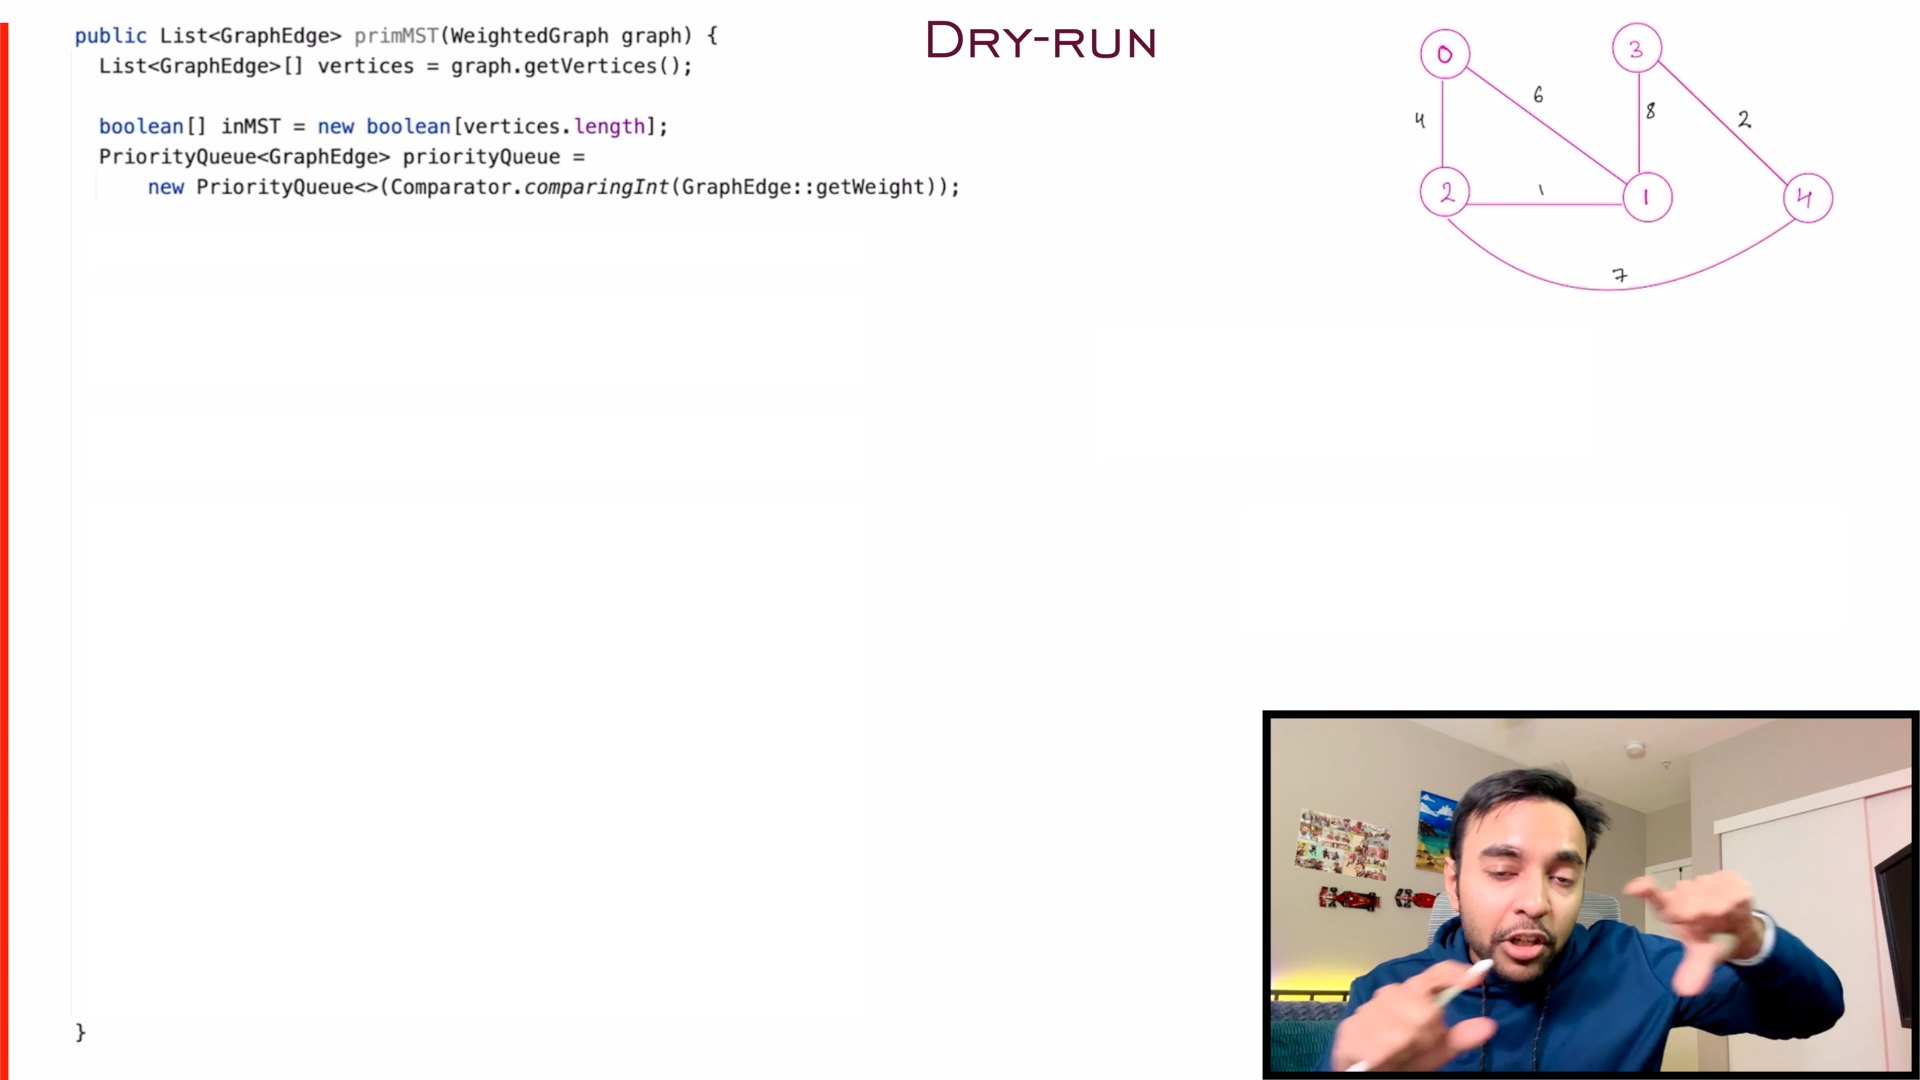 public List<GraphEdge> primMST(WeightedGraph graph) {
List<GraphEdge>[] vertices = graph.getVertices();
boolean[] inMST = new boolean[vertices.length];
PriorityQueue<GraphEdge> priorityQueue =
new PriorityQueue<>(Comparator.comparingInt(GraphEdge::getWeight));
}
DRY-RUN
0
3
6
8
4
2
2
1
1
4
7